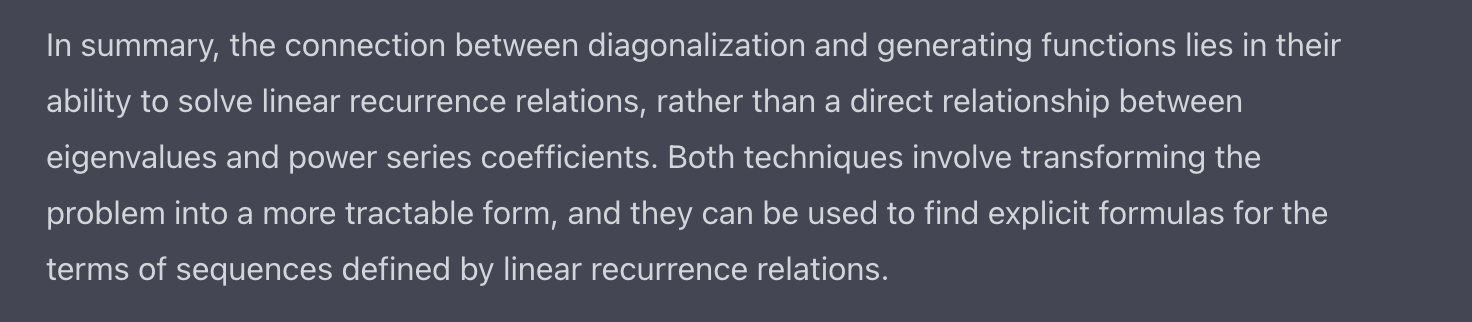 In summary, the connection between diagonalization and generating functions lies in their
ability to solve linear recurrence relations, rather than a direct relationship between
eigenvalues and power series coefficients. Both techniques involve transforming the
problem into a more tractable form, and they can be used to find explicit formulas for the
terms of sequences defined by linear recurrence relations.